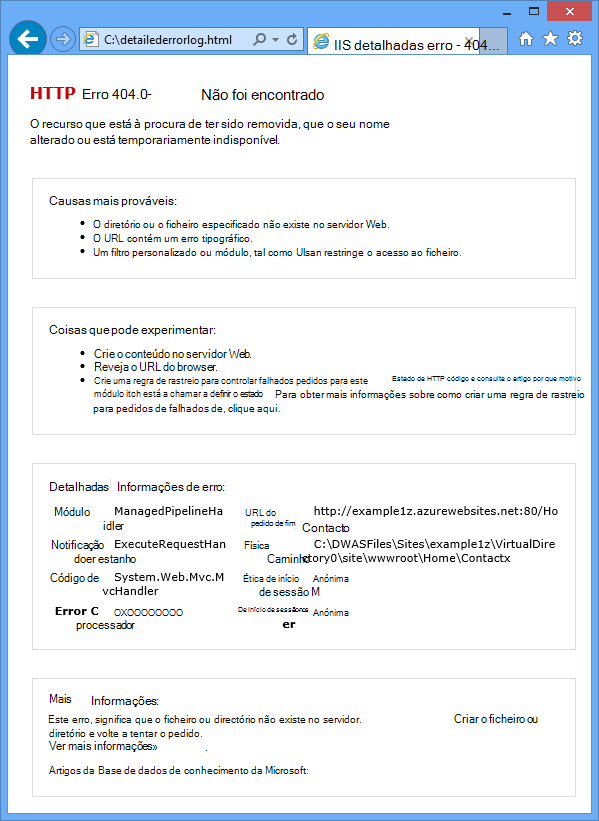 C:\detailederrorlog.html
IIS detalhadas erro - 404...
HTTP Erro 404.0- Não foi encontrado
O recurso que está à procura de ter sido removida, que o seu nome
alterado ou está temporariamente indisponível.
Causas mais prováveis:
O diretório ou o ficheiro especificado não existe no servidor Web.
O URL contém um erro tipográfico.
Um filtro personalizado ou módulo, tal como Ulsan restringe o acesso ao ficheiro.
Coisas que pode experimentar:
Crie o conteúdo no servidor Web.
Reveja o URL do browser.
Crie uma regra de rastreio para controlar falhados pedidos para este Estado de HTTP código e consulte o artigo por que motivo
módulo itch está a chamar a definir o estado Para obter mais informações sobre como criar uma regra de rastreio
para pedidos de falhados de, clique aqui.
Detalhadas Informações de erro:
Módulo ManagedPipelineHa URL do http://example1z.azurewebsites.net:80/Ho
idler pedido de fim Contacto
Notificação ExecuteRequestHan Física C:\DWASFiles\Sites\example1z\VirtualDire
doer estanho Caminho ctory0\site\wwwroot\Home\Contactx
Código de System.Web.Mvc.M Ética de início Anónima
vcHandler de sessão M
Error C 0X00000000 De início de sessão Anónima
processador er
Mais Informações:
Este erro, significa que o ficheiro ou directório não existe no servidor. Criar o ficheiro ou
diretório e volte a tentar o pedido.
Ver mais informações»
Artigos da Base de dados de conhecimento da Microsoft: